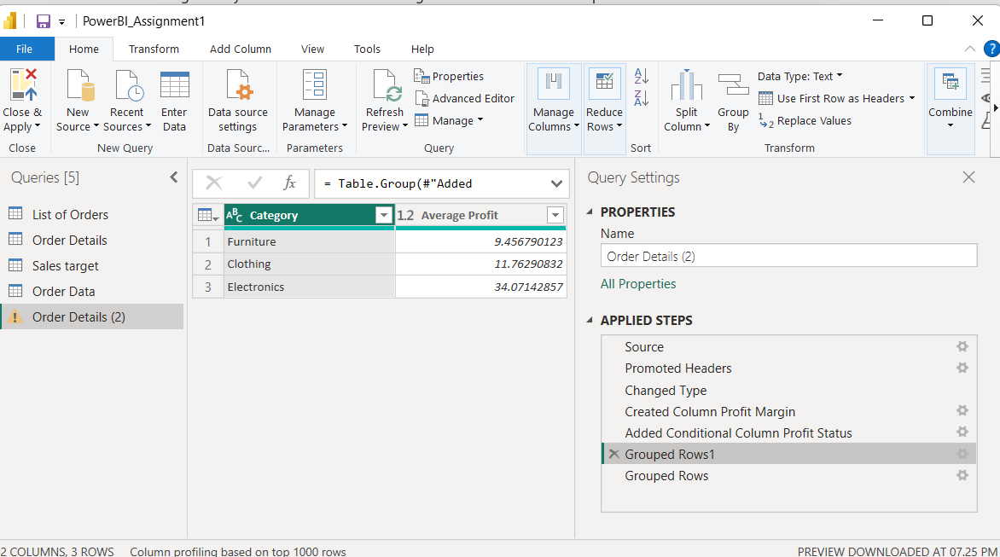 PowerBI_Assignment1
File Home Transform Add Column View Tools Help
Close & Apply
New Source
Recent Sources
Enter Data
Data source settings
Manage Parameters
Refresh Preview
Properties
Advanced Editor
Manage
Manage Columns
Reduce Rows
Split Column
Group By
Data Type: Text
Use First Row as Headers
Replace Values
Combine
Close New Query Data Sourc... Parameters Query Sort Transform
Queries [5]
List of Orders
Order Details
Sales target
Order Data
Order Details (2)
fx = Table.Group(#"Added
ABC Category 1.2 Average Profit
1 Furniture 9.456790123
2 Clothing 11.76290832
3 Electronics 34.07142857
Query Settings
PROPERTIES
Name
Order Details (2)
All Properties
APPLIED STEPS
Source
Promoted Headers
Changed Type
Created Column Profit Margin
Added Conditional Column Profit Status
Grouped Rows1
Grouped Rows
2 COLUMNS, 3 ROWS Column profiling based on top 1000 rows PREVIEW DOWNLOADED AT 07.25 PM